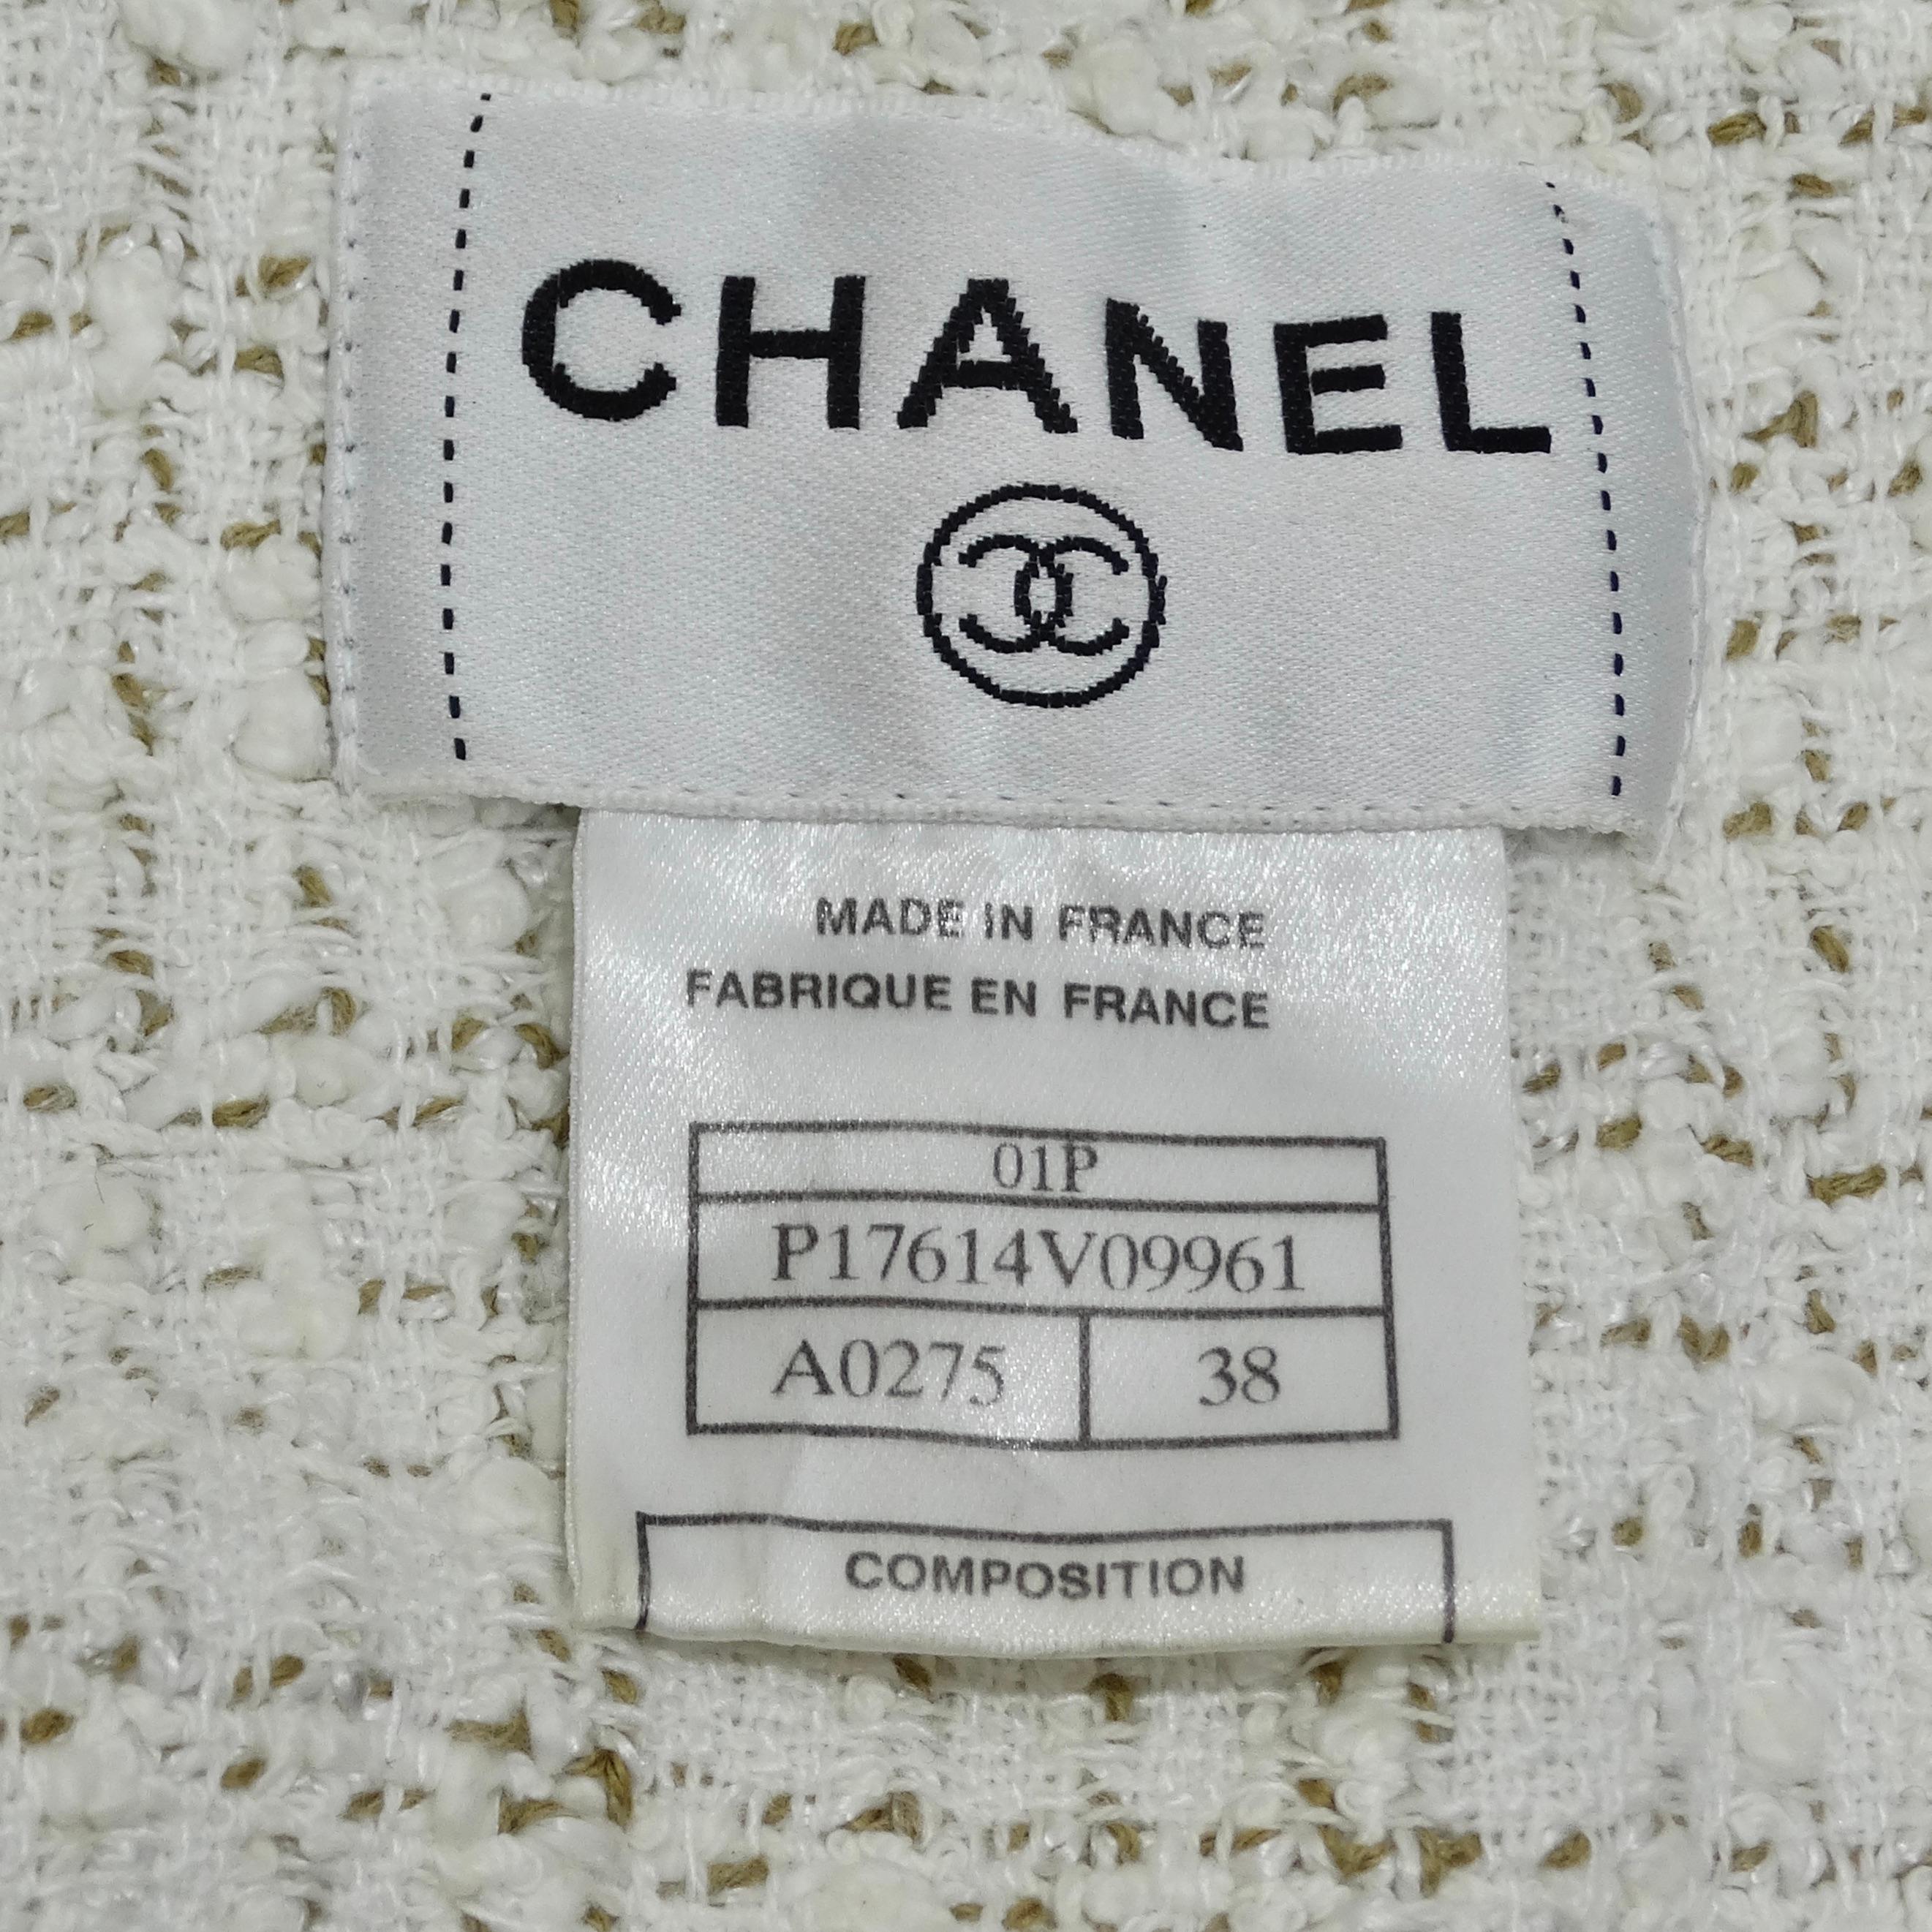 CHANEL
MADE IN FRANCE
FABRIQUE EN FRANCE
01P
P17614V09961
A0275 38
COMPOSITION